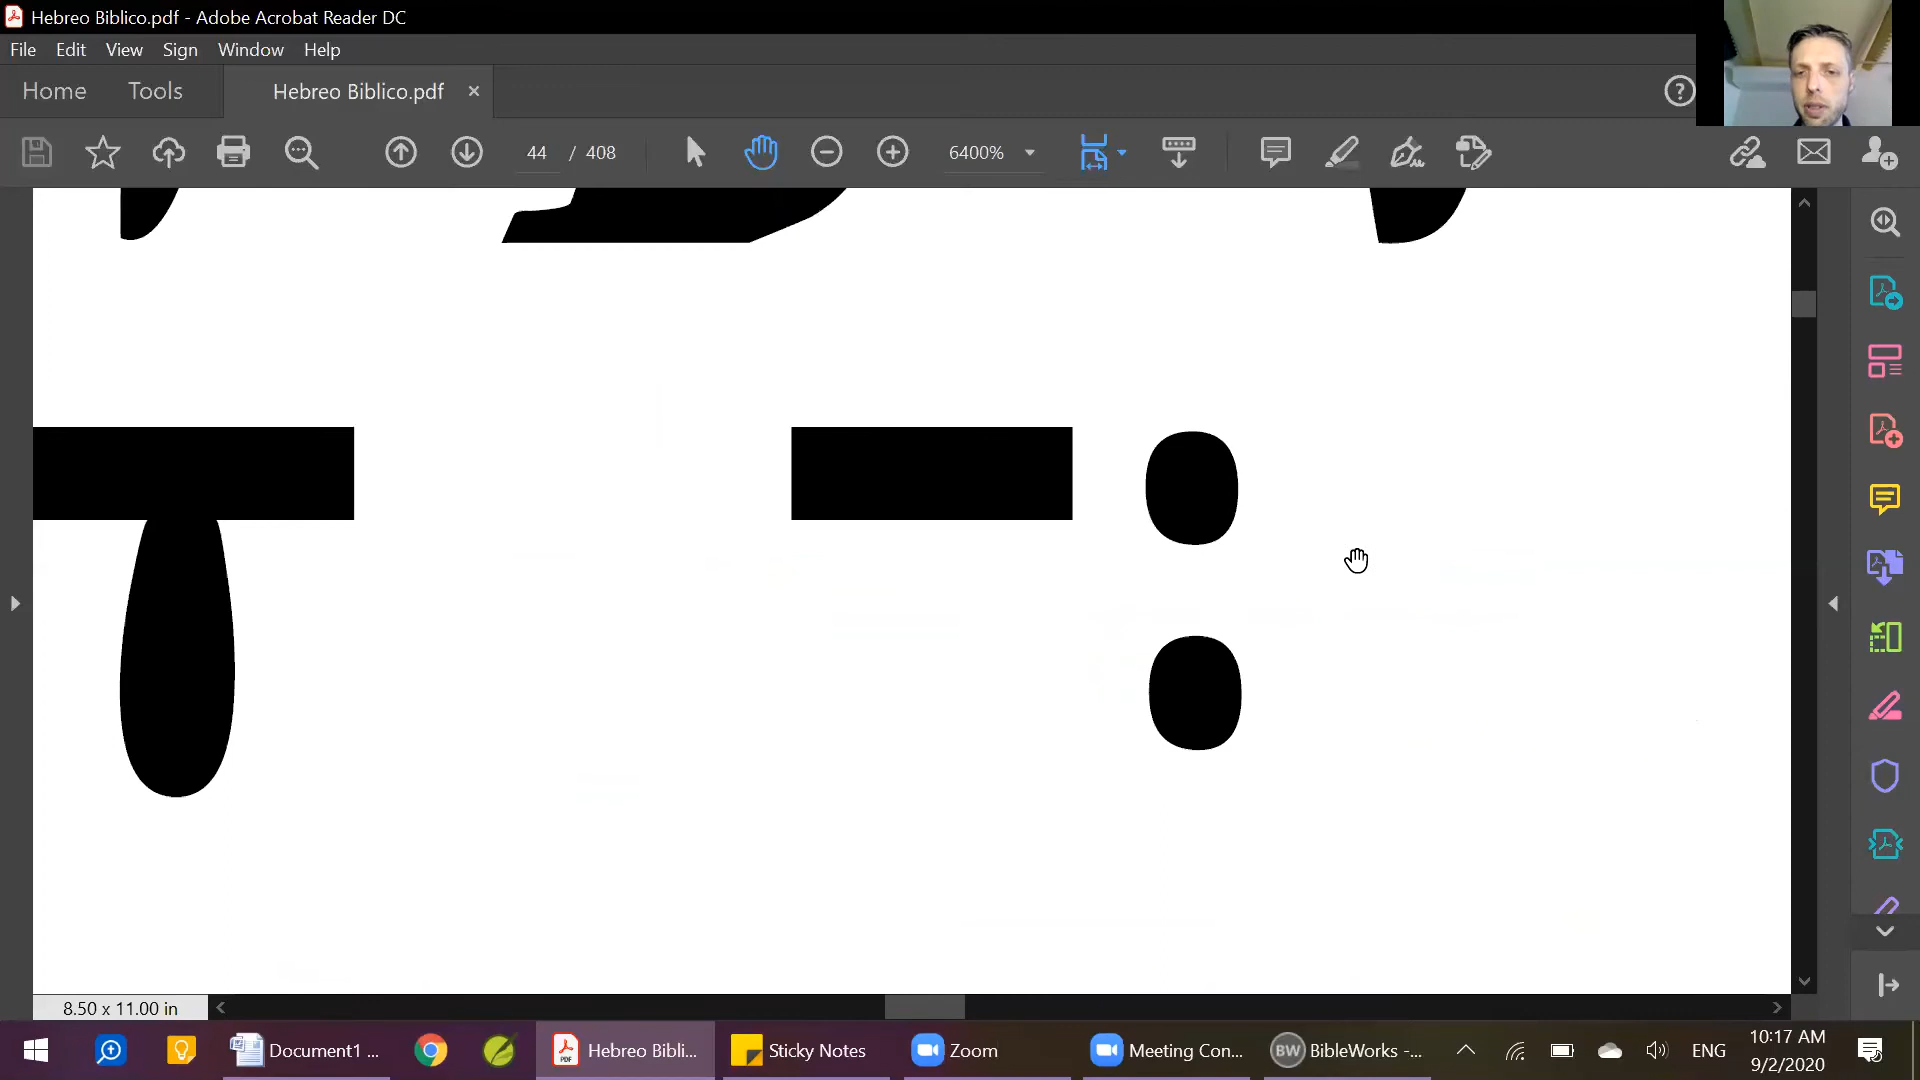 Hebreo Biblico.pdf - Adobe Acrobat Reader DC
File Edit View Sign Window Help
Home Tools Hebreo Biblico.pdf ×
44 / 408 6400%
8.50 x 11.00 in
Document1 ... Hebreo Bibli... Sticky Notes Zoom Meeting Con... BW BibleWorks -... ENG 10:17 AM
9/2/2020